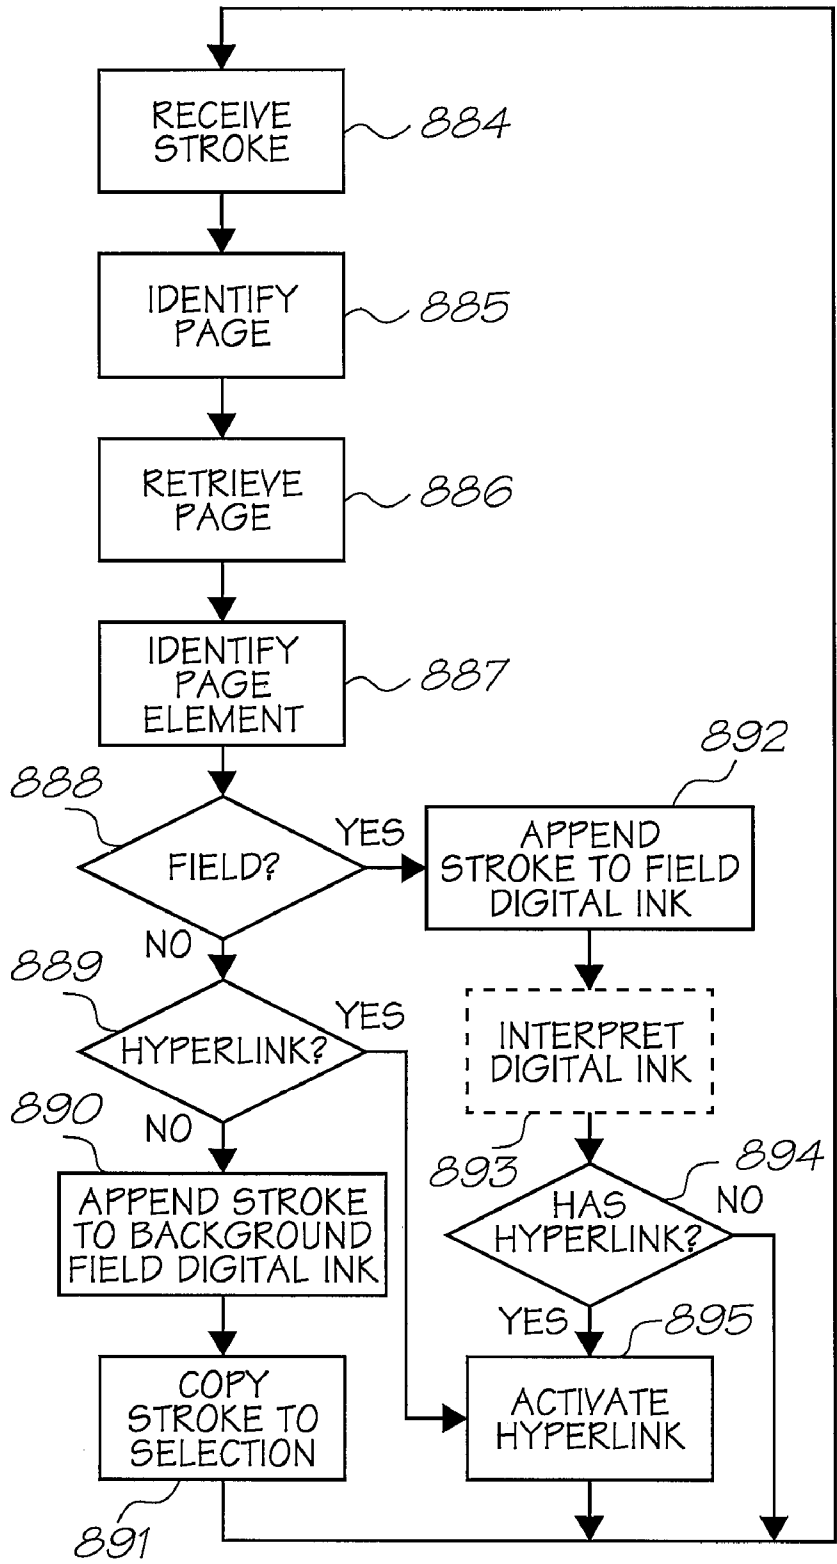 RECEIVE
STROKE
884
IDENTIFY
PAGE
885
RETRIEVE
PAGE
886
IDENTIFY
PAGE
ELEMENT
887
888
FIELD?
YES
NO
892
APPEND
STROKE TO FIELD
DIGITAL INK
889
HYPERLINK?
YES
NO
INTERPRET
DIGITAL INK
893
890
APPEND STROKE
TO BACKGROUND
FIELD DIGITAL INK
894
HAS
HYPERLINK?
NO
YES
COPY
STROKE TO
SELECTION
891
895
ACTIVATE
HYPERLINK